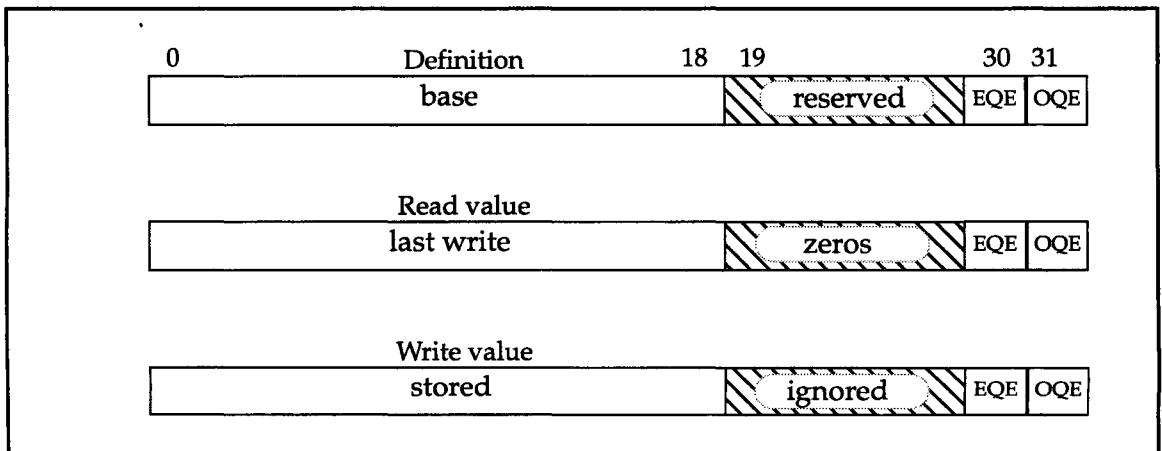 0 Definition 18 19 30 31
base reserved EQE OQE
Read value
last write zeros EQE OQE
Write value
stored ignored EQE OQE